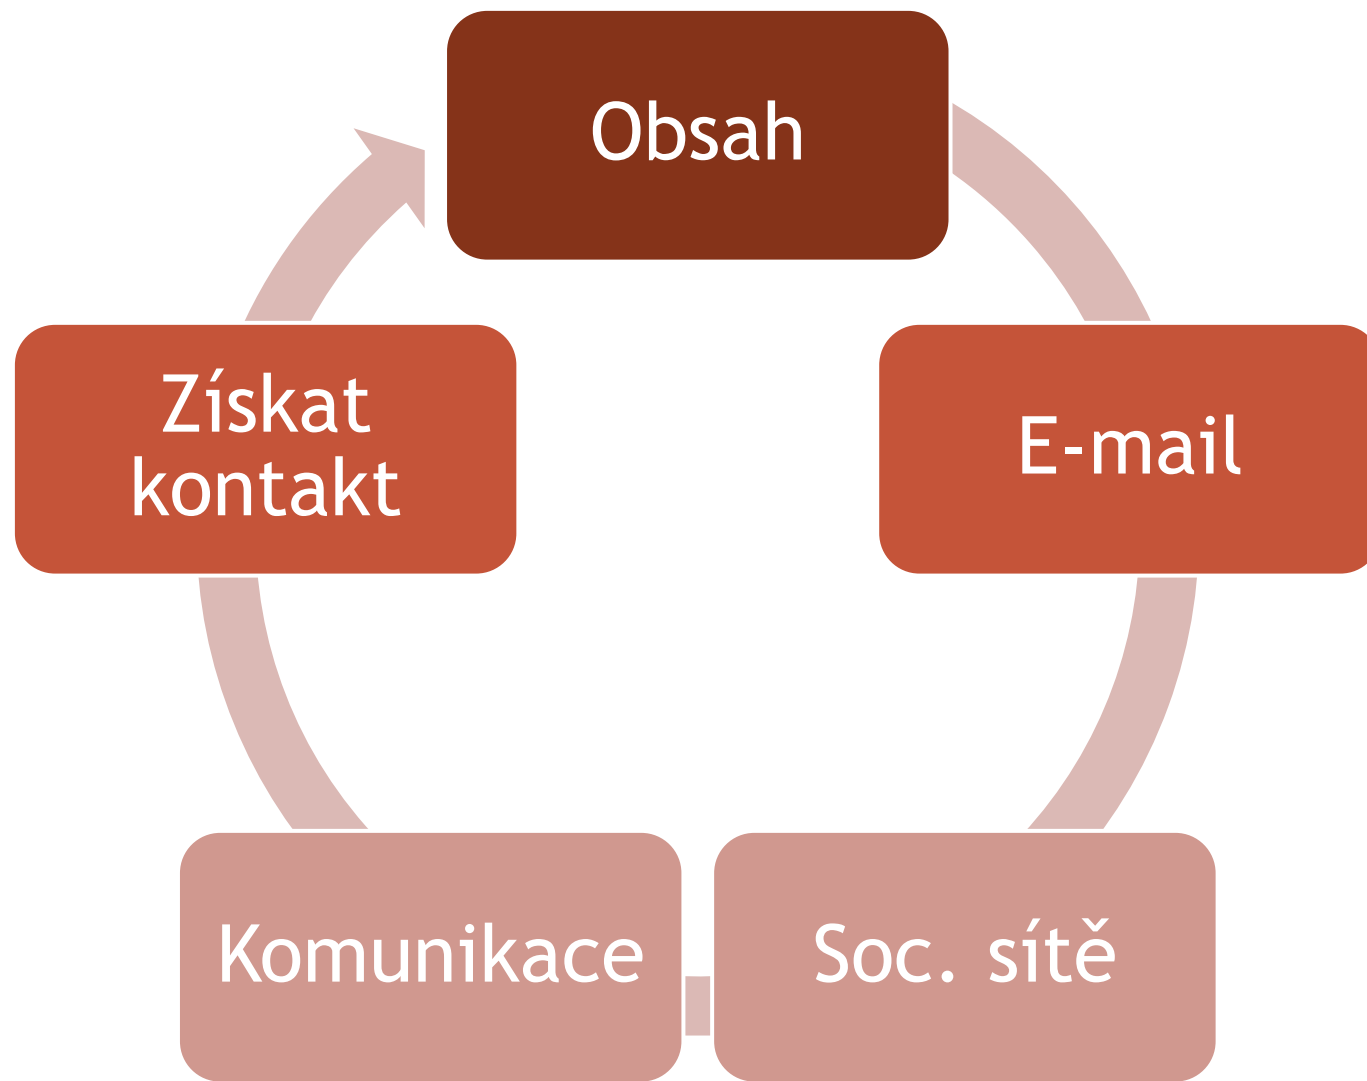 Obsah
E-mail
Soc. sítě
Komunikace
Získat
kontakt